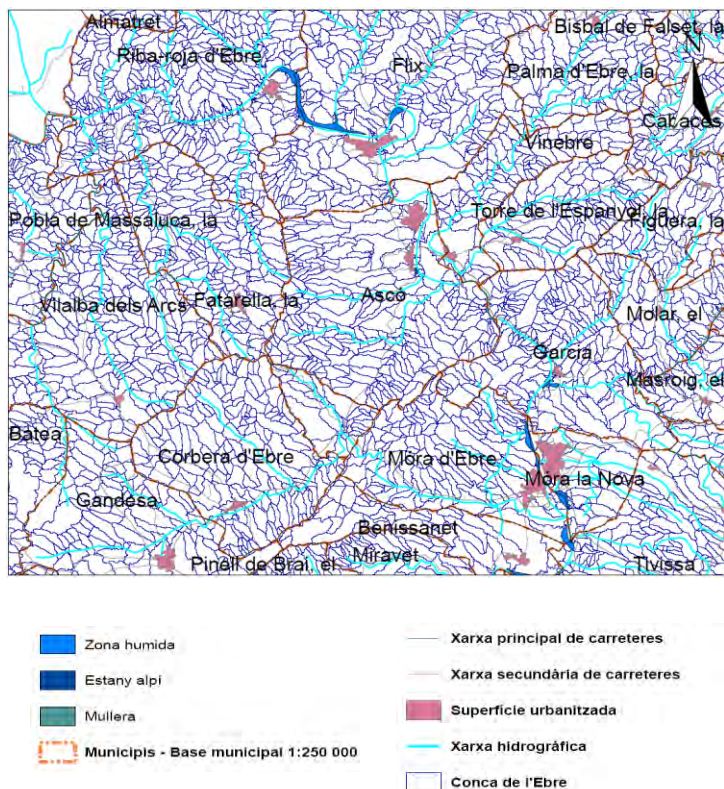 Almatret
Bisbal de Falset, la
Riba-roja d'Ebre
Flix
N
Palma d'Ebre, la
Cabacés
Vinebre
Pobla de Massaluca, la
Torre de l'Espanyol, la
Figuera, la
Vilalba dels Arcs
Fatarella, la
Ascó
Molar, el
Garcia
Masroig, el
Batea
Corbera d'Ebre
Móra d'Ebre
Móra la Nova
Gandesa
Benissanet
Pinell de Brai, el
Miravet
Tivissa
Zona humida
Estany alpí
Mullera
Municipis - Base municipal 1:250 000
Xarxa principal de carreteres
Xarxa secundària de carreteres
Superfície urbanitzada
Xarxa hidrogràfica
Conca de l'Ebre